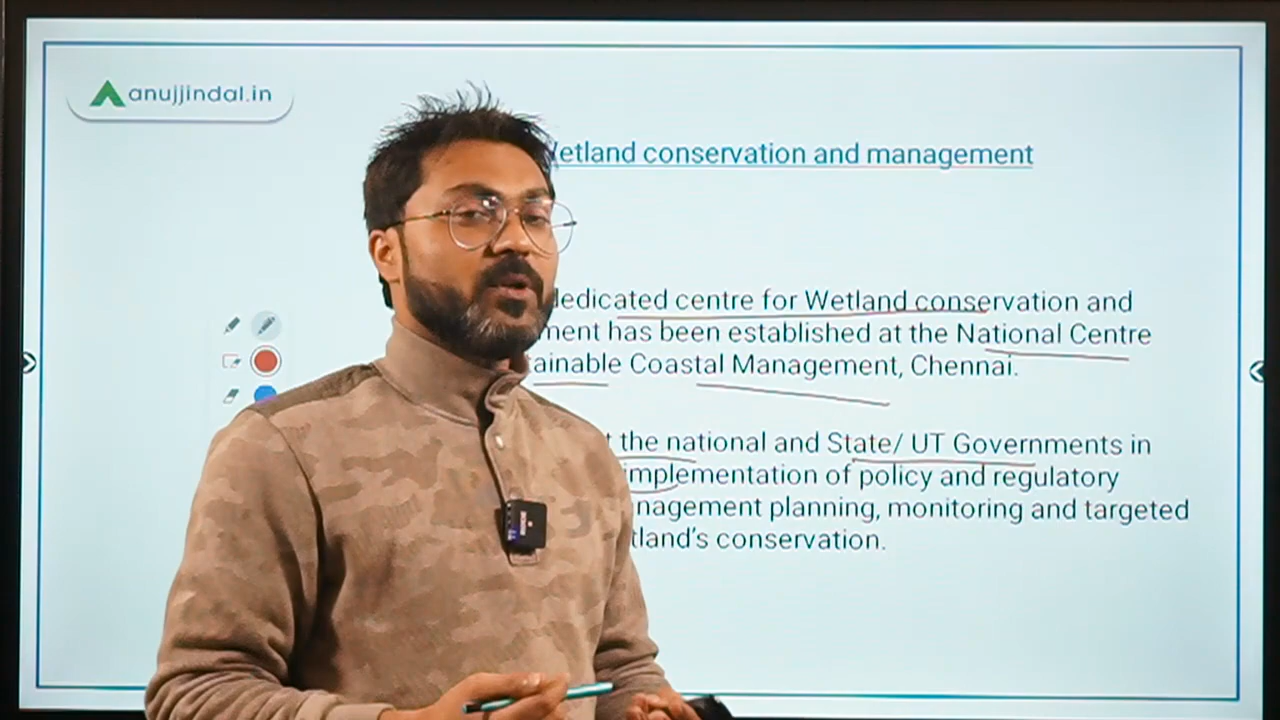 anujjindal.in
etland conservation and management
dedicated centre for Wetland conservation and
ment has been established at the National Centre
ainable Coastal Management, Chennai.
t the national and State/ UT Governments in
implementation of policy and regulatory
nagement planning, monitoring and targeted
tland's conservation.